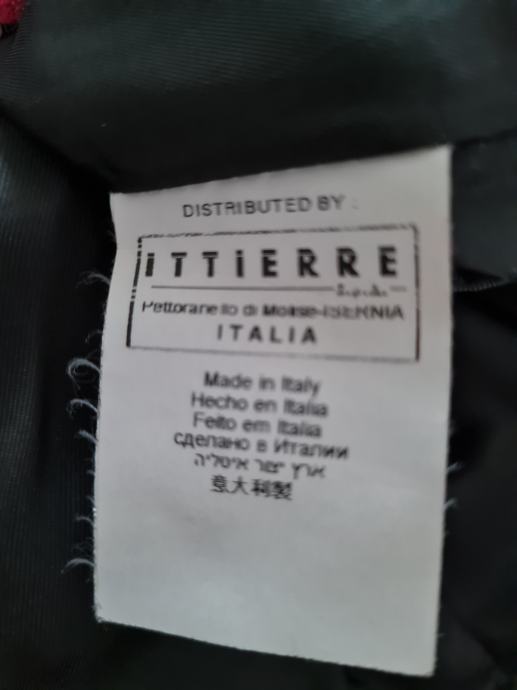 DISTRIBUTED BY :
iTTiERRE
S.p.A.
Pettoranello di Molise-ISERNIA
ITALIA
Made in Italy
Hecho en Italia
Feito em Italia
сделано в Италии
ארץ יצור איטליה
意大利製